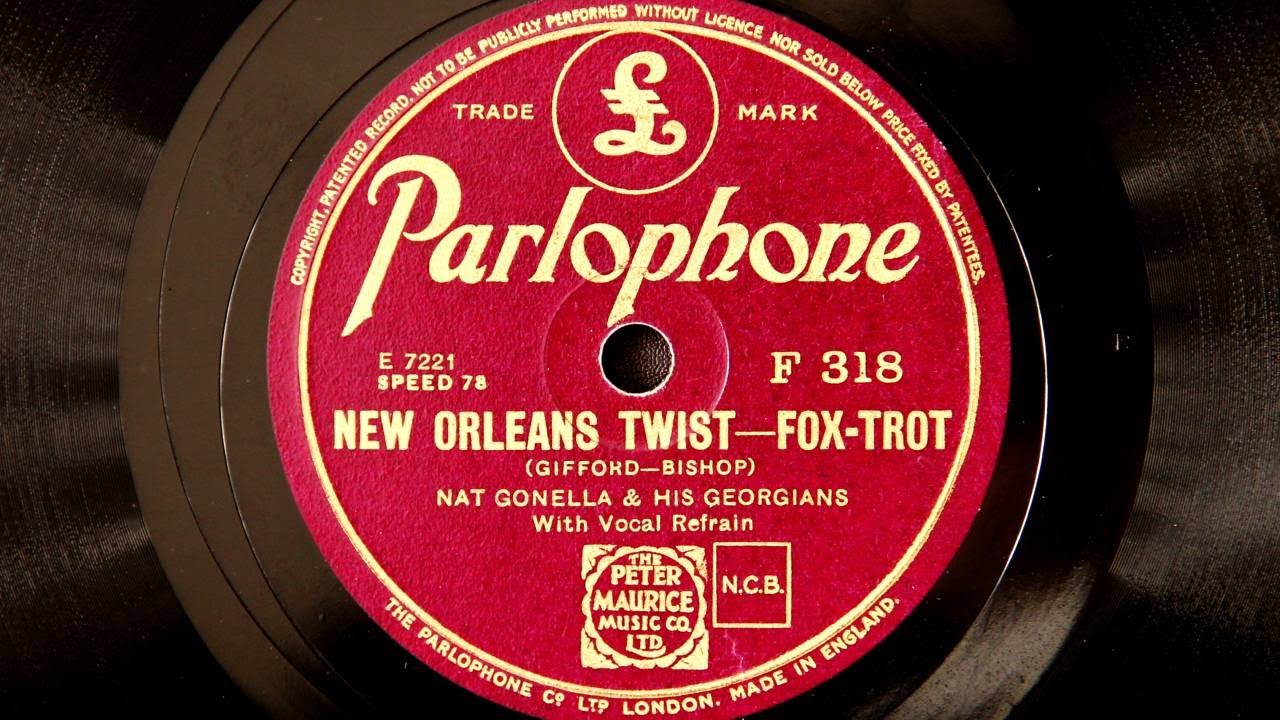 COPYRIGHT, PATENTED RECORD, NOT TO BE PUBLICLY PERFORMED WITHOUT LICENCE NOR SOLD BELOW PRICE FIXED BY PATENTEES.
£
TRADE MARK
Parlophone
E 7221
SPEED 78
F 318
NEW ORLEANS TWIST—FOX-TROT
(GIFFORD—BISHOP)
NAT GONELLA & HIS GEORGIANS
With Vocal Refrain
THE
PETER
MAURICE
MUSIC CO.
LTD.
N.C.B.
THE PARLOPHONE CO LTD LONDON. MADE IN ENGLAND.